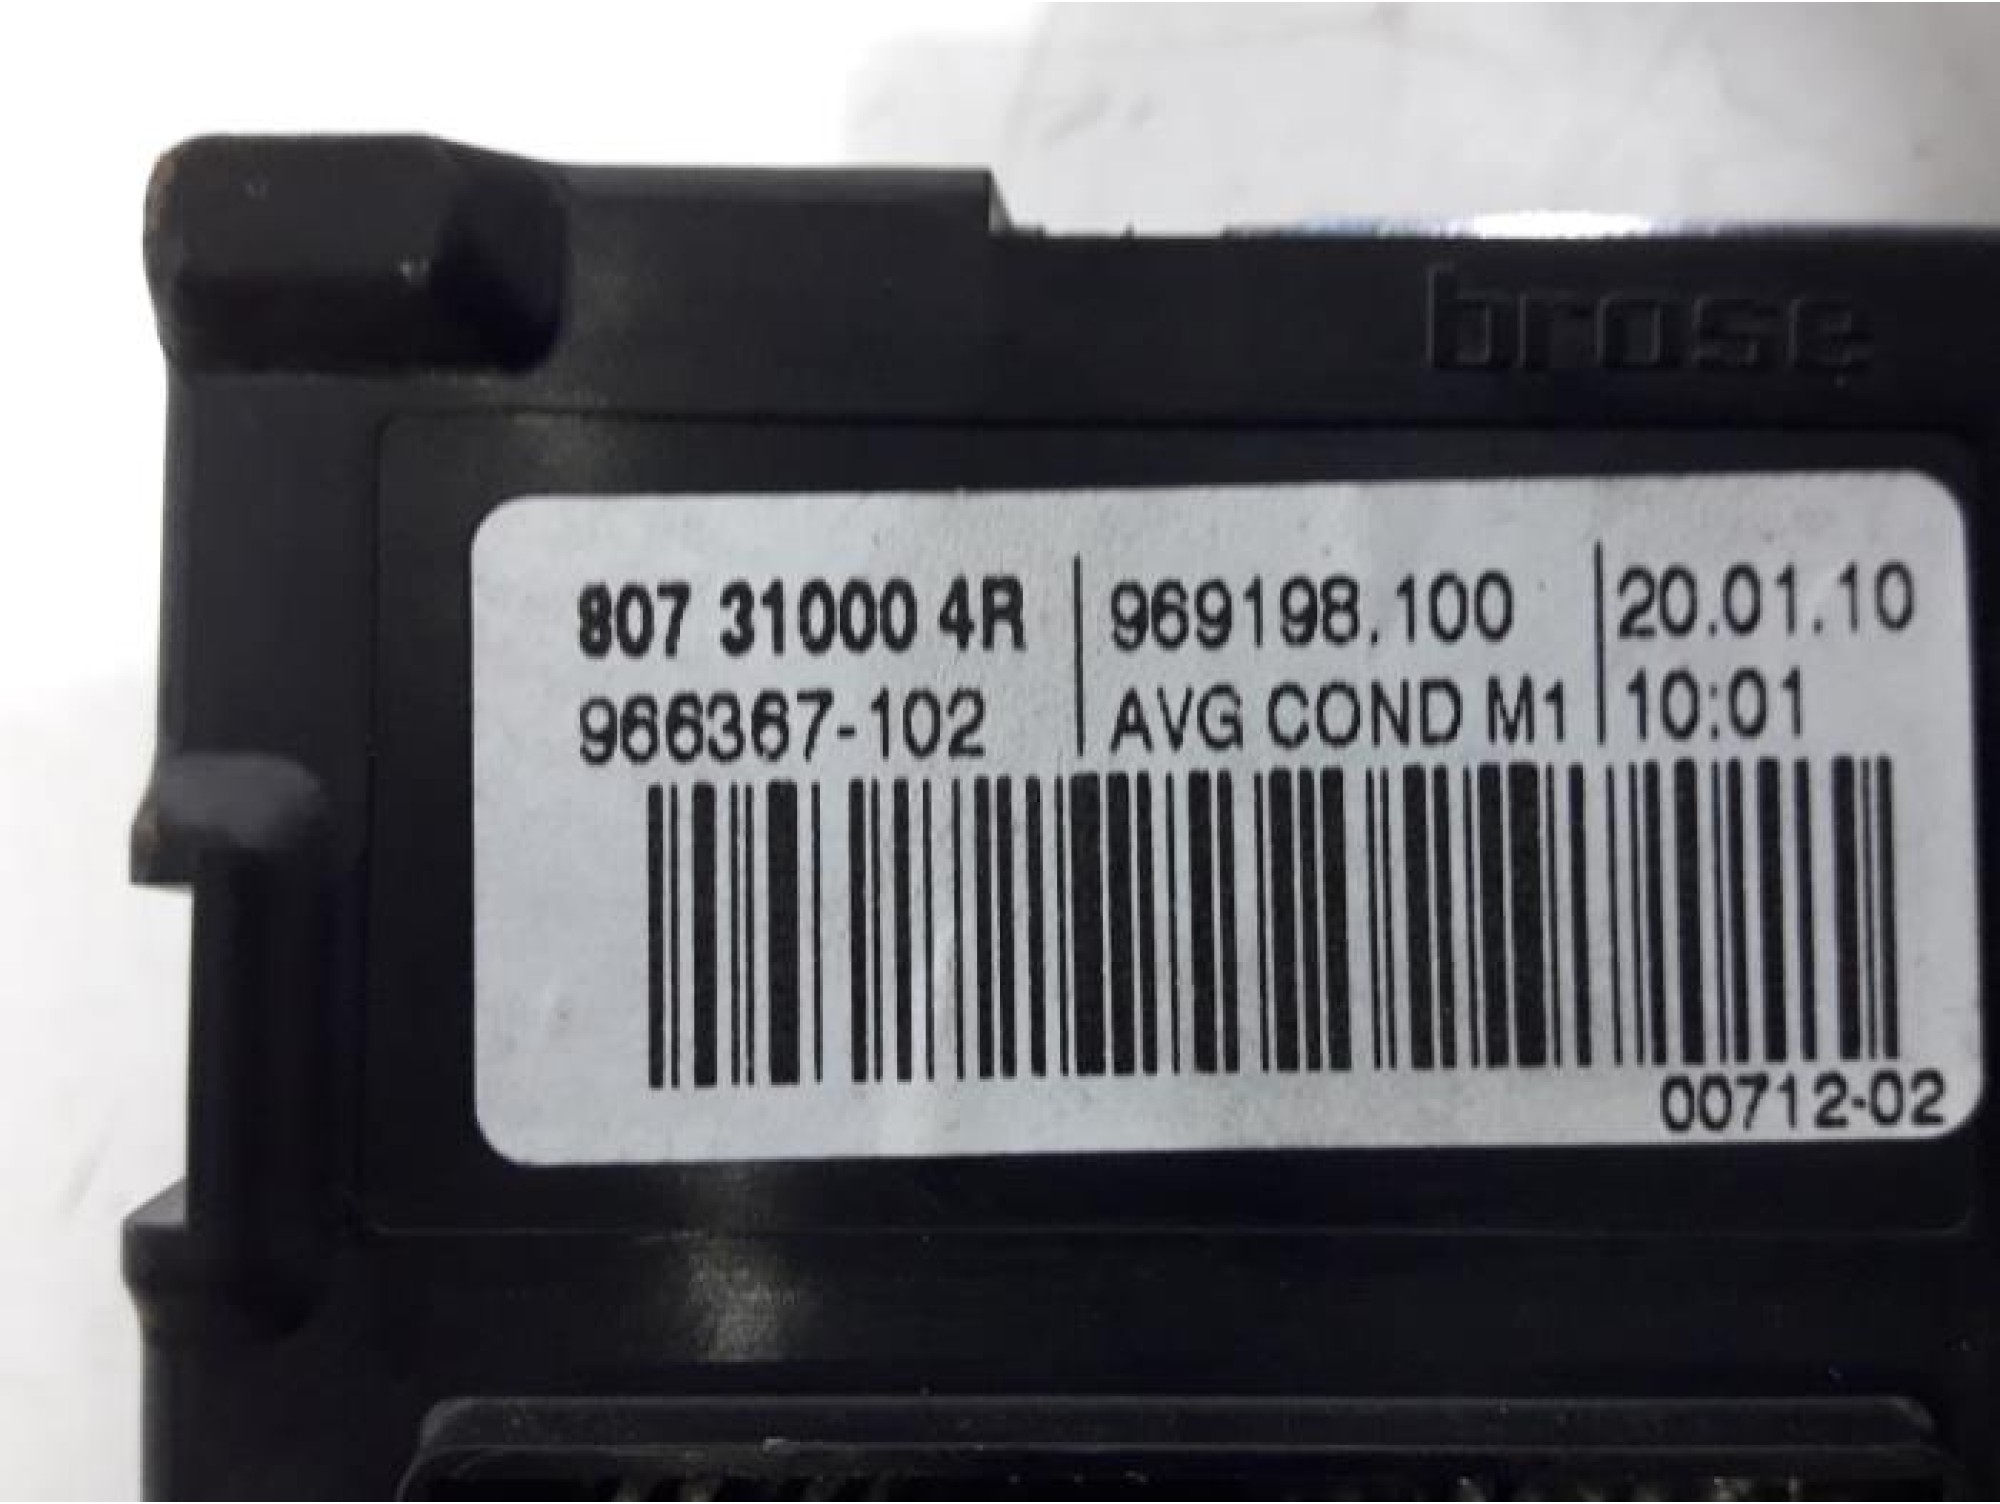 brose
807 31000 4R 969198.100 20.01.10
966367-102 AVG COND M1 10:01
00712-02